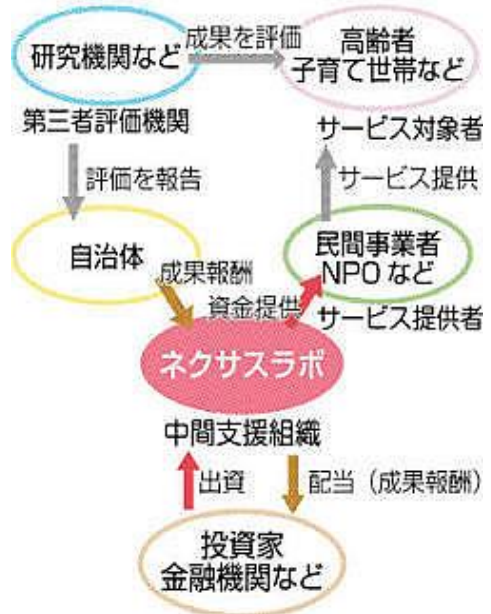 研究機関など
成果を評価
高齢者
子育て世帯など
第三者評価機関
サービス対象者
評価を報告
サービス提供
自治体
民間事業者
NPOなど
成果報酬
資金提供
サービス提供者
ネクサスラボ
中間支援組織
出資
配当（成果報酬）
投資家
金融機関など